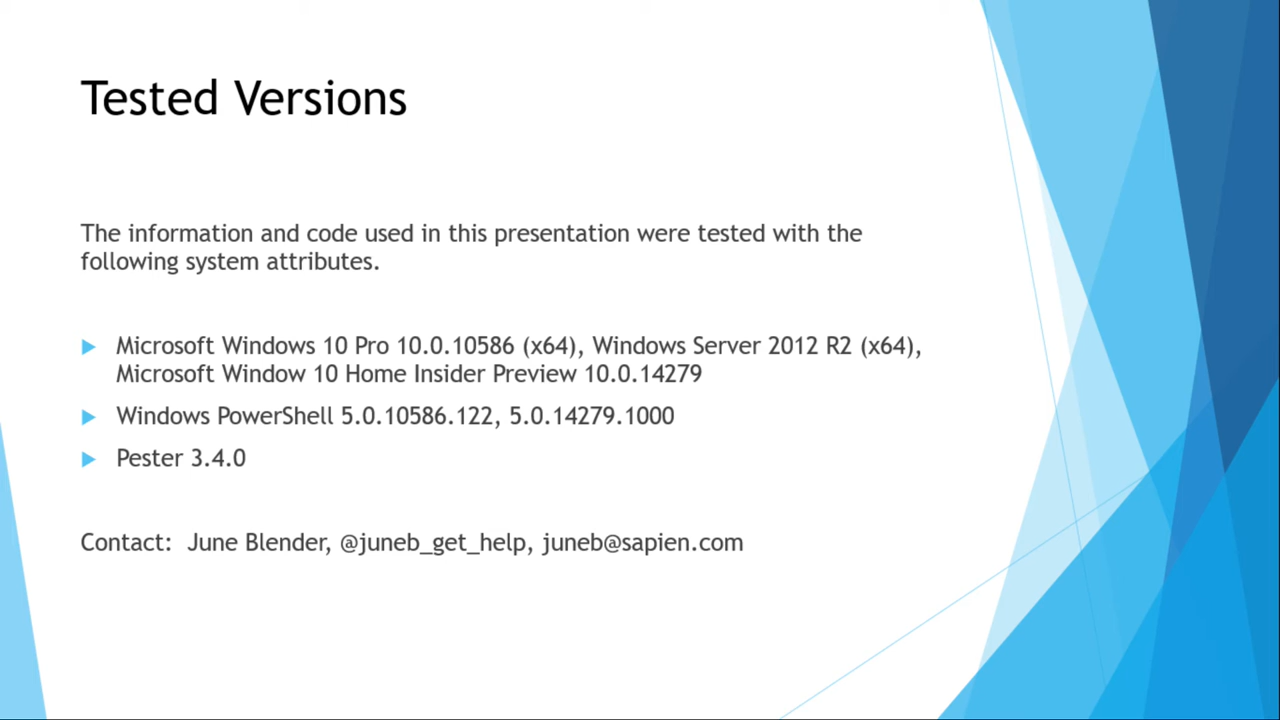 Tested Versions
The information and code used in this presentation were tested with the
following system attributes.
Microsoft Windows 10 Pro 10.0.10586 (x64), Windows Server 2012 R2 (x64),
Microsoft Window 10 Home Insider Preview 10.0.14279
Windows PowerShell 5.0.10586.122, 5.0.14279.1000
Pester 3.4.0
Contact:  June Blender, @juneb_get_help, juneb@sapien.com